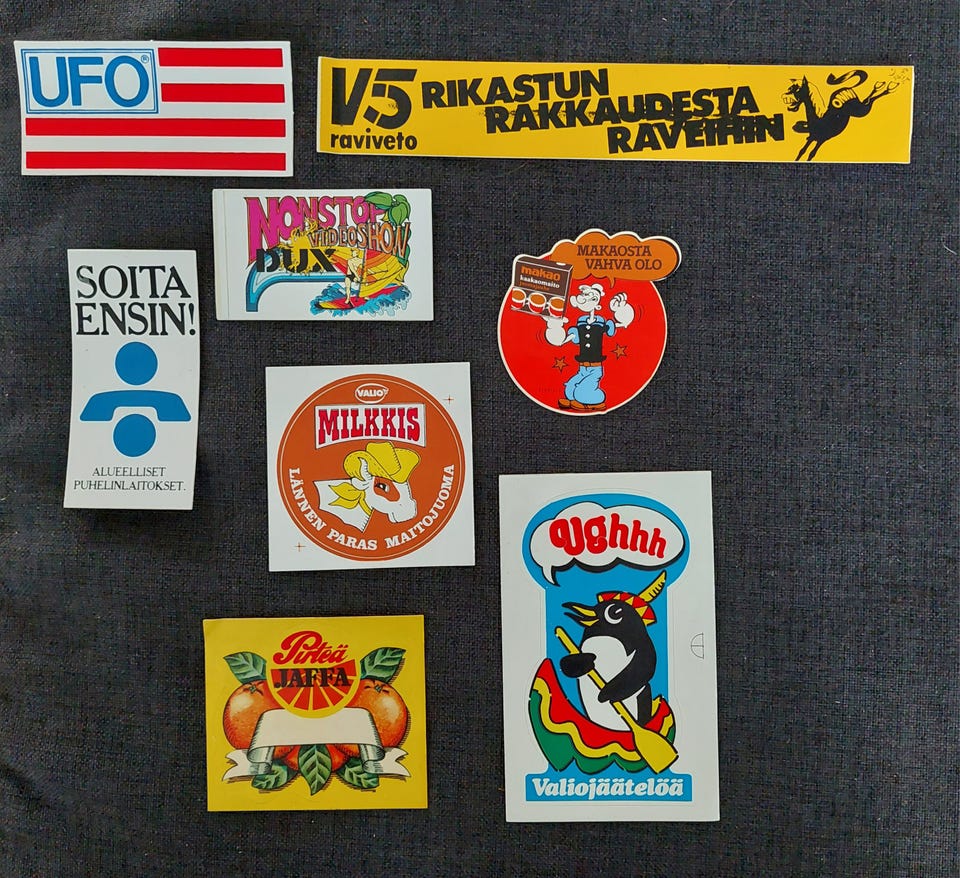 UFO®
V5
raviveto
RIKASTUN
RAKKAUDESTA
RAVEIHIN
NONSTOP
VIDEOSHOW
DUX
SOITA
ENSIN!
ALUEELLISET
PUHELINLAITOKSET.
MAKAOSTA
VAHVA OLO
makao
kaakaomaito
VALIO
MILKKIS
LÄNNEN PARAS MAITOJUOMA
Ughhh
Valiojäätelöä
Pirteä
JAFFA